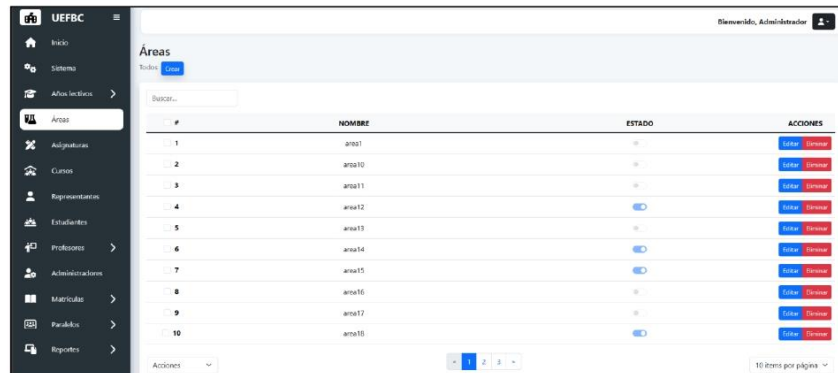 UEFBC
Bienvenido, Administrador
Inicio
Sistema
Años lectivos
Áreas
Asignaturas
Cursos
Representantes
Estudiantes
Profesores
Administradores
Matrículas
Paralelos
Reportes
Áreas
Todos Crear
Buscar...
# NOMBRE ESTADO ACCIONES
1 area1 Editar Eliminar
2 area10 Editar Eliminar
3 area11 Editar Eliminar
4 area12 Editar Eliminar
5 area13 Editar Eliminar
6 area14 Editar Eliminar
7 area15 Editar Eliminar
8 area16 Editar Eliminar
9 area17 Editar Eliminar
10 area18 Editar Eliminar
Acciones « 1 2 3 » 10 items por página